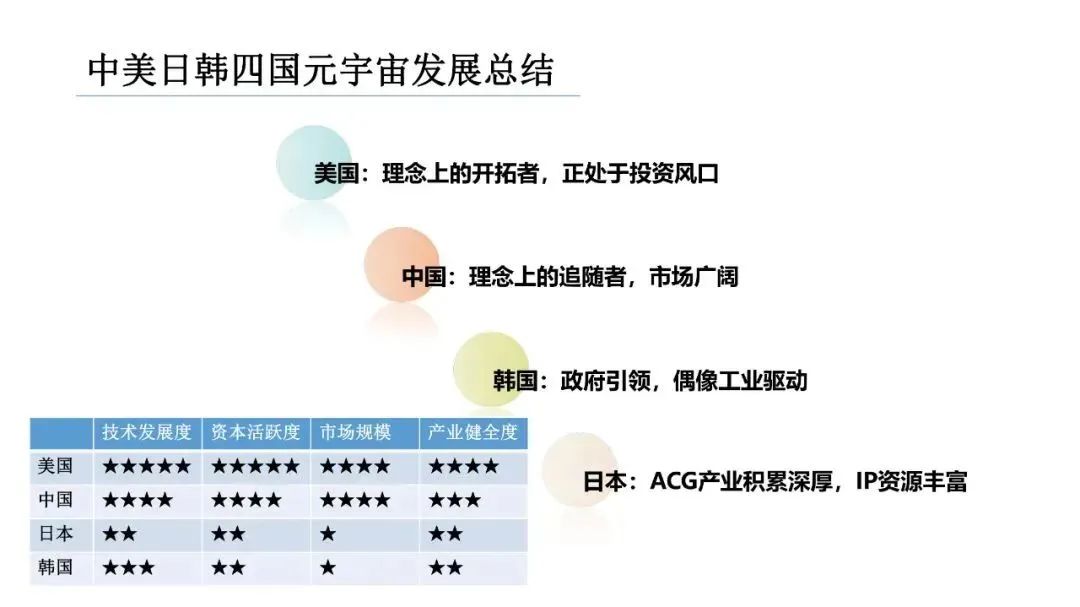 中美日韩四国元宇宙发展总结
美国：理念上的开拓者，正处于投资风口
中国：理念上的追随者，市场广阔
韩国：政府引领，偶像工业驱动
日本：ACG产业积累深厚，IP资源丰富
技术发展度 资本活跃度 市场规模 产业健全度
美国 ★★★★★ ★★★★★ ★★★★ ★★★★
中国 ★★★★ ★★★★ ★★★★ ★★★
日本 ★★ ★★ ★ ★★
韩国 ★★★ ★★ ★ ★★